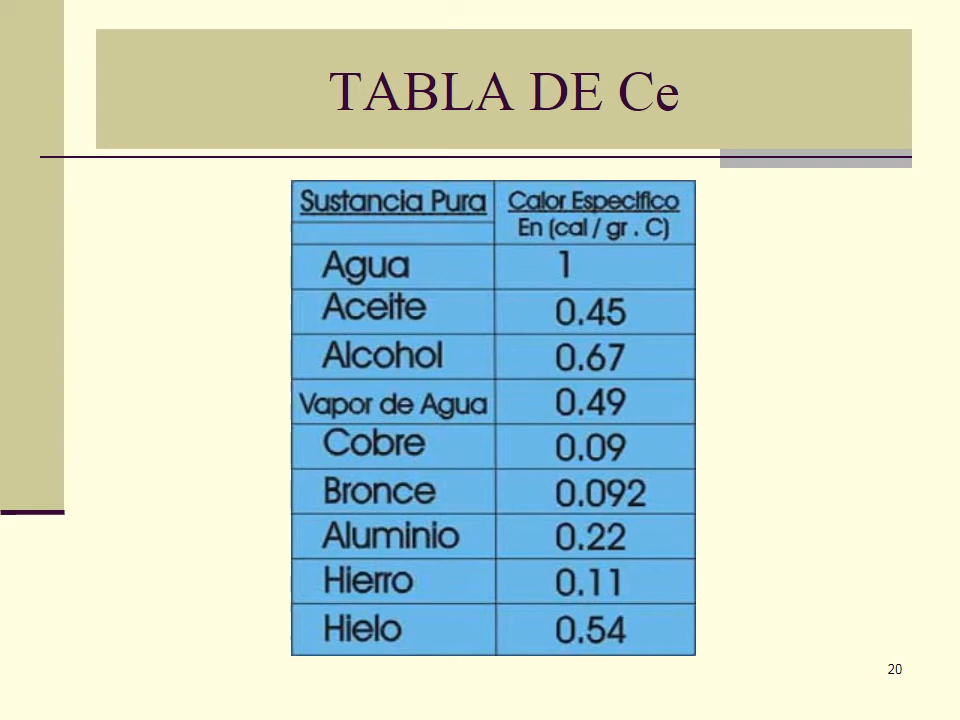 TABLA DE Ce
Sustancia Pura Calor Especifico
En (cal / gr . C)
Agua 1
Aceite 0.45
Alcohol 0.67
Vapor de Agua 0.49
Cobre 0.09
Bronce 0.092
Aluminio 0.22
Hierro 0.11
Hielo 0.54
20